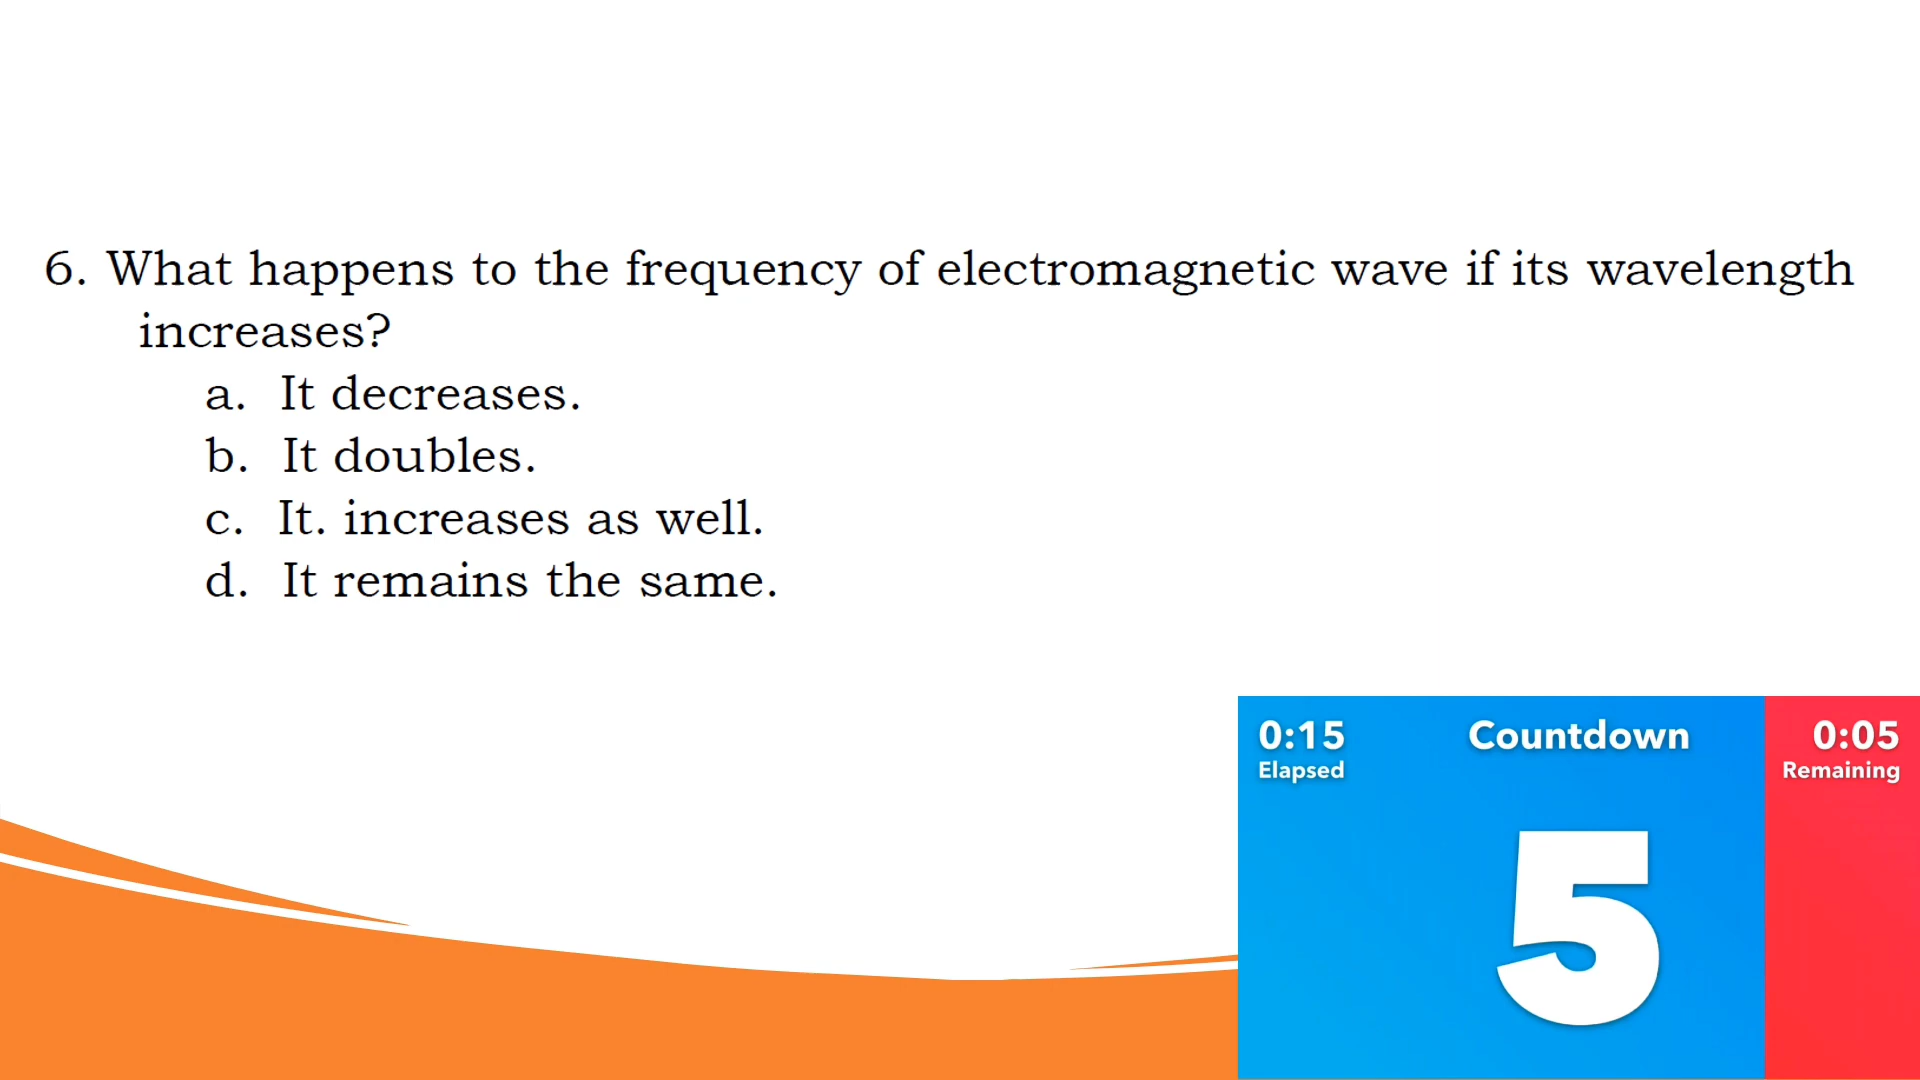 6. What happens to the frequency of electromagnetic wave if its wavelength
increases?
a. It decreases.
b. It doubles.
c. It. increases as well.
d. It remains the same.
0:15 Countdown 0:05
Elapsed Remaining
5